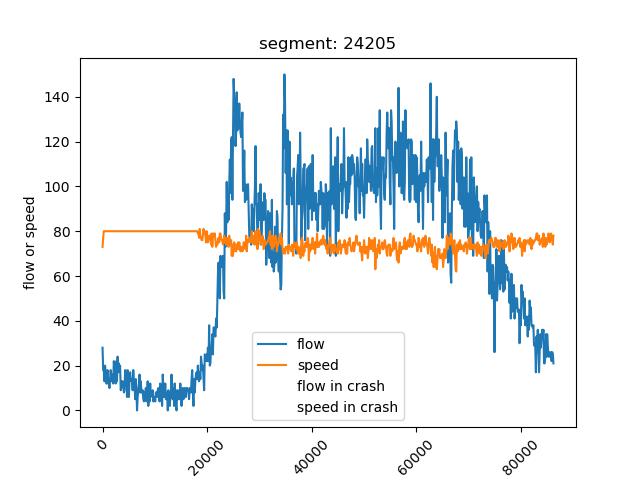 segment: 24205
flow or speed
140
120
100
80
60
40
20
0
flow
speed
flow in crash
speed in crash
0
20000
40000
60000
80000